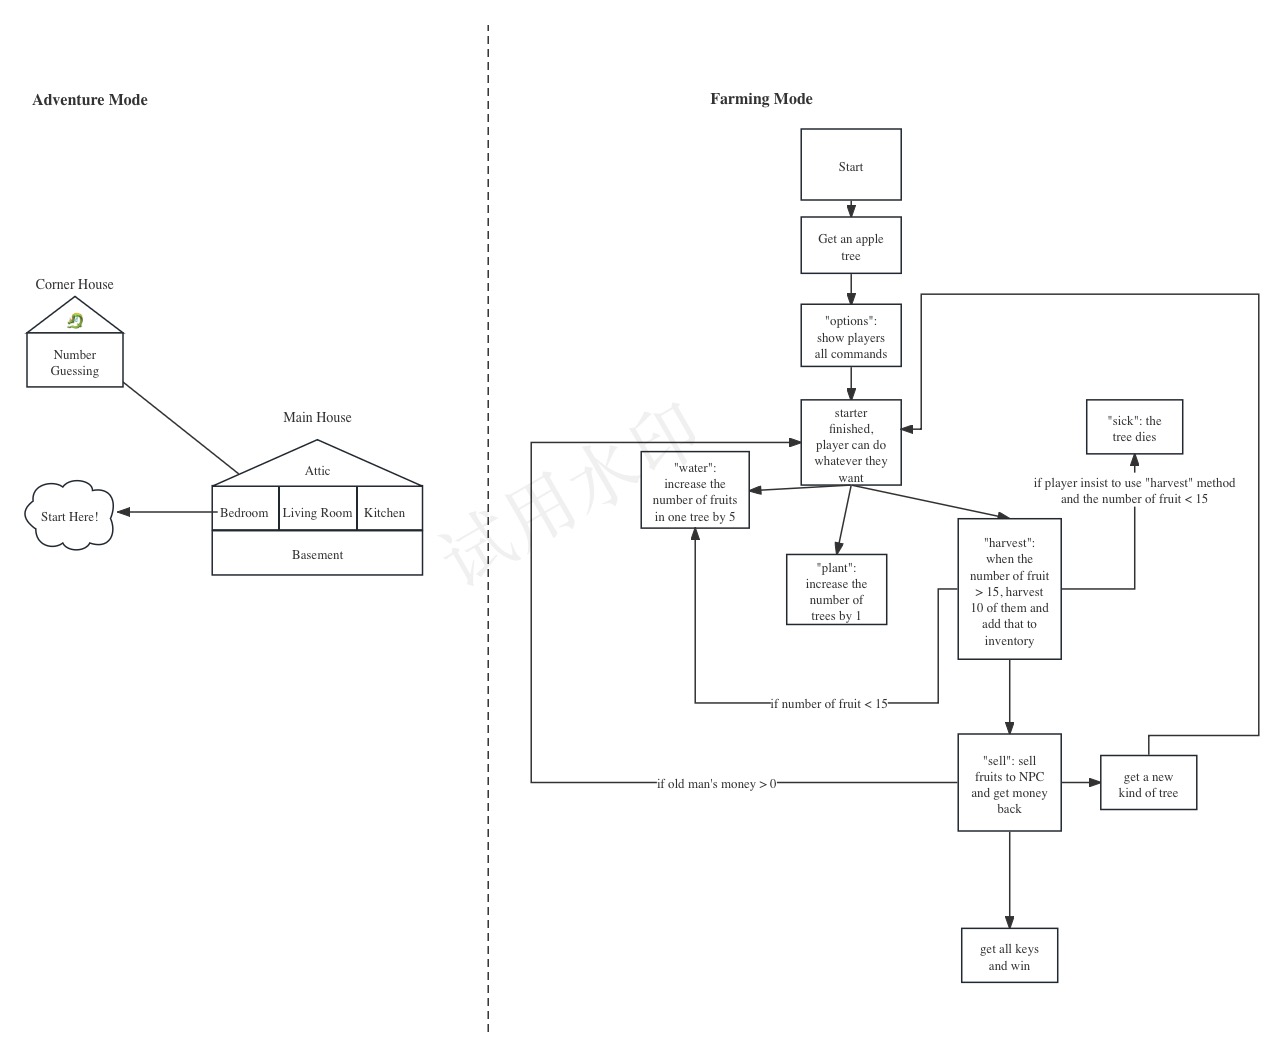 Adventure Mode
Corner House
Number
Guessing
Main House
Attic
Start Here!
Bedroom
Living Room
Kitchen
Basement
试用水印
Farming Mode
Start
Get an apple
tree
"options":
show players
all commands
starter
finished,
player can do
whatever they
want
"water":
increase the
number of fruits
in one tree by 5
"plant":
increase the
number of
trees by 1
"harvest":
when the
number of fruit
> 15, harvest
10 of them and
add that to
inventory
"sick": the
tree dies
if player insist to use "harvest" method
and the number of fruit < 15
if number of fruit < 15
if old man's money > 0
"sell": sell
fruits to NPC
and get money
back
get a new
kind of tree
get all keys
and win